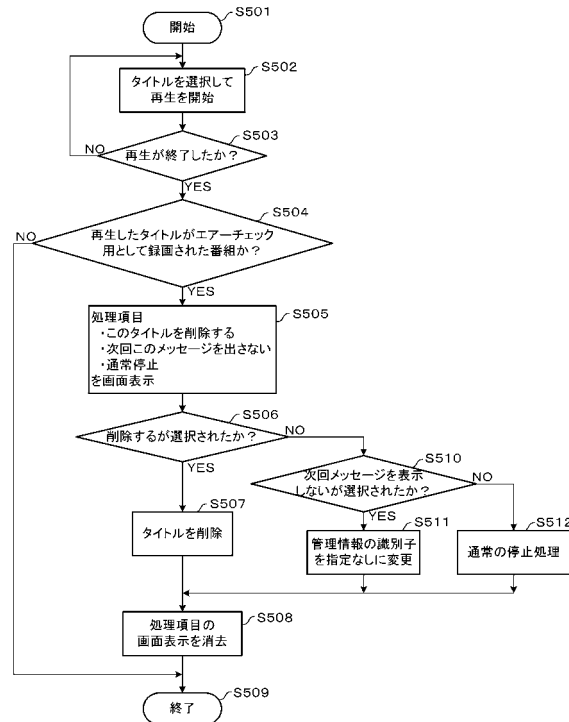 S501
開始
S502
タイトルを選択して
再生を開始
S503
再生が終了したか？
NO
YES
S504
再生したタイトルがエアーチェック
用として録画された番組か？
NO
YES
S505
処理項目
・このタイトルを削除する
・次回このメッセージを出さない
・通常停止
を画面表示
S506
削除するが選択されたか？
NO
YES
S510
次回メッセージを表示
しないが選択されたか？
NO
YES
S507
タイトルを削除
S511
管理情報の識別子
を指定なしに変更
S512
通常の停止処理
S508
処理項目の
画面表示を消去
S509
終了